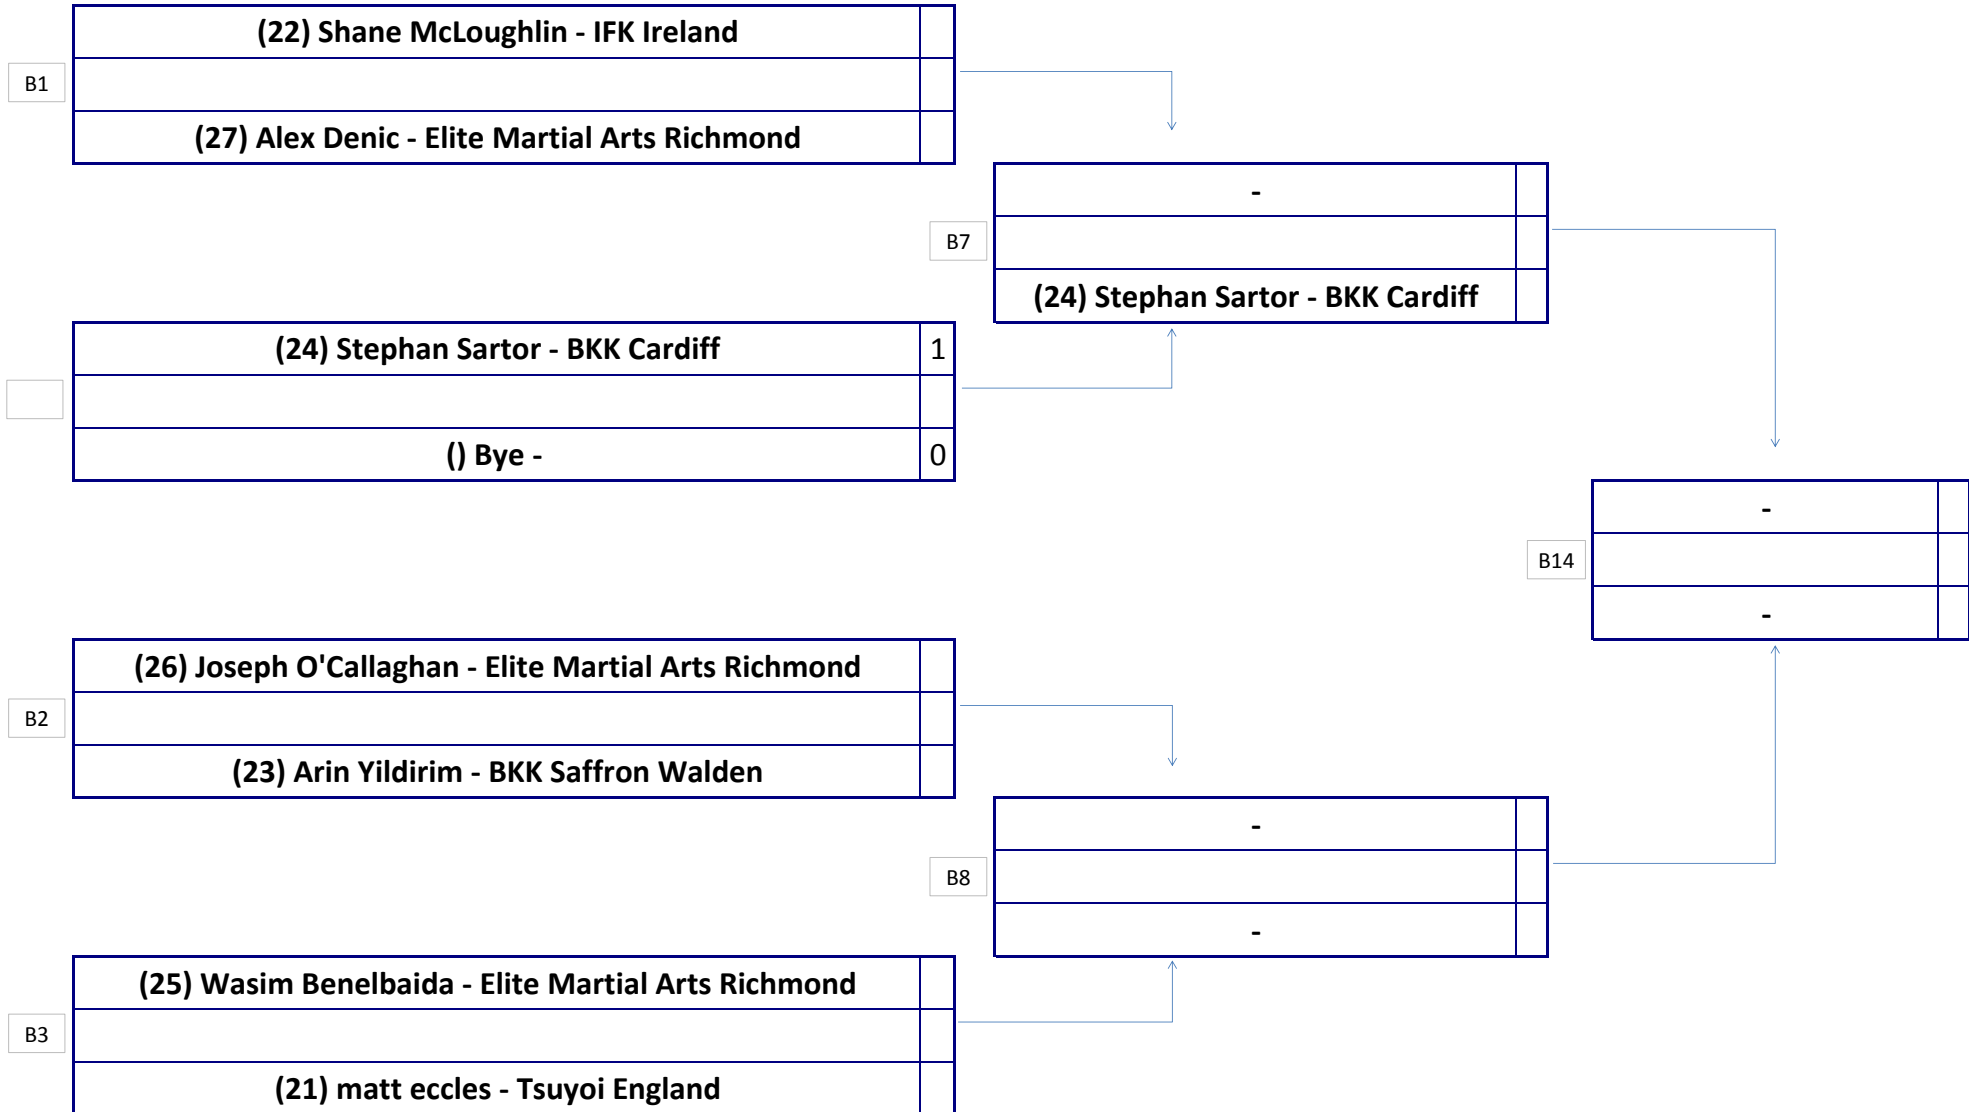 (22) Shane McLoughlin - IFK Ireland
B1
(27) Alex Denic - Elite Martial Arts Richmond
-
B7
(24) Stephan Sartor - BKK Cardiff
(24) Stephan Sartor - BKK Cardiff 1
() Bye - 0
-
B14
-
(26) Joseph O'Callaghan - Elite Martial Arts Richmond
B2
(23) Arin Yildirim - BKK Saffron Walden
-
B8
-
(25) Wasim Benelbaida - Elite Martial Arts Richmond
B3
(21) matt eccles - Tsuyoi England